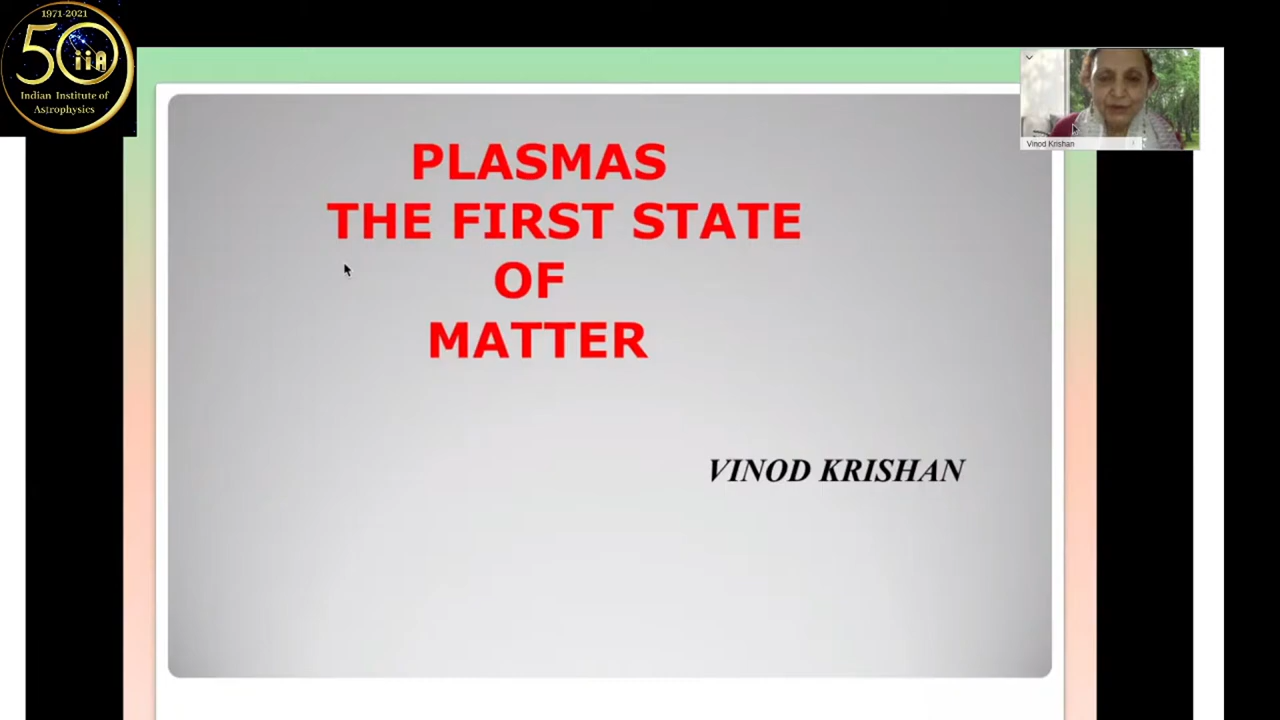 1971-2021
50
iiA
Indian Institute of
Astrophysics
PLASMAS
THE FIRST STATE
OF
MATTER
VINOD KRISHAN
Vinod Krishan